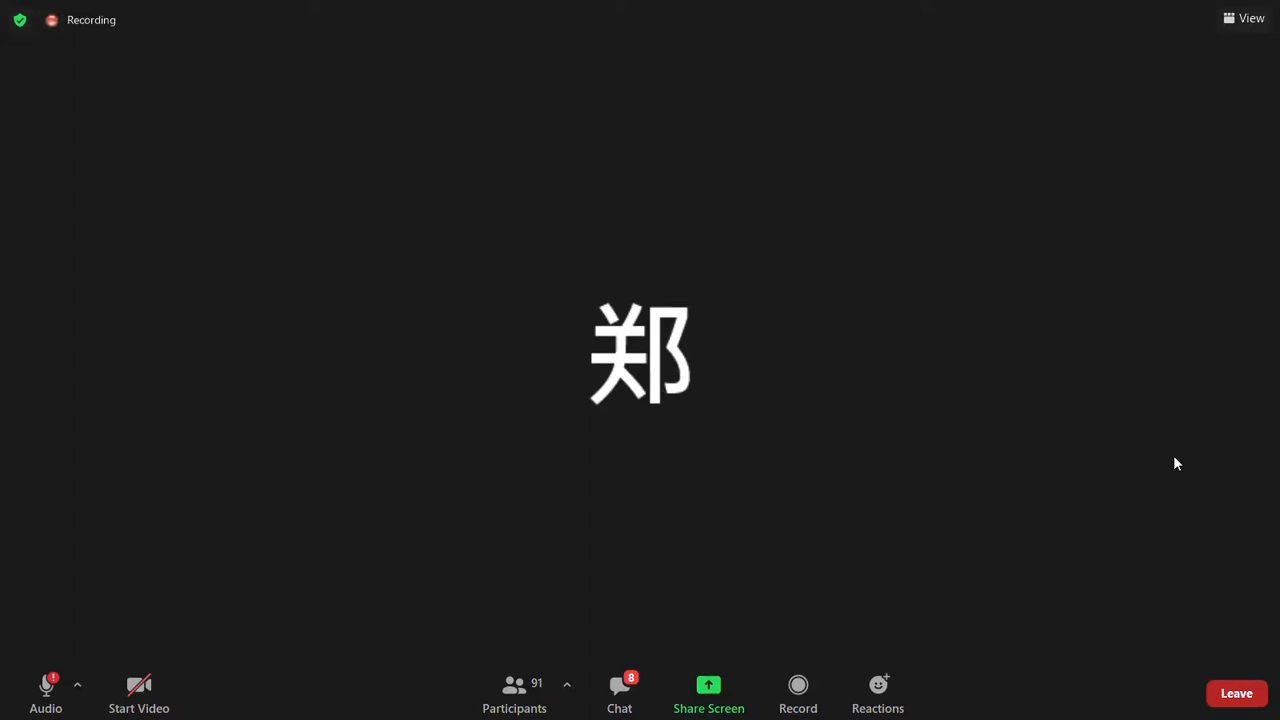 Recording
View
郑
Audio
Start Video
91
Participants
8
Chat
Share Screen
Record
Reactions
Leave